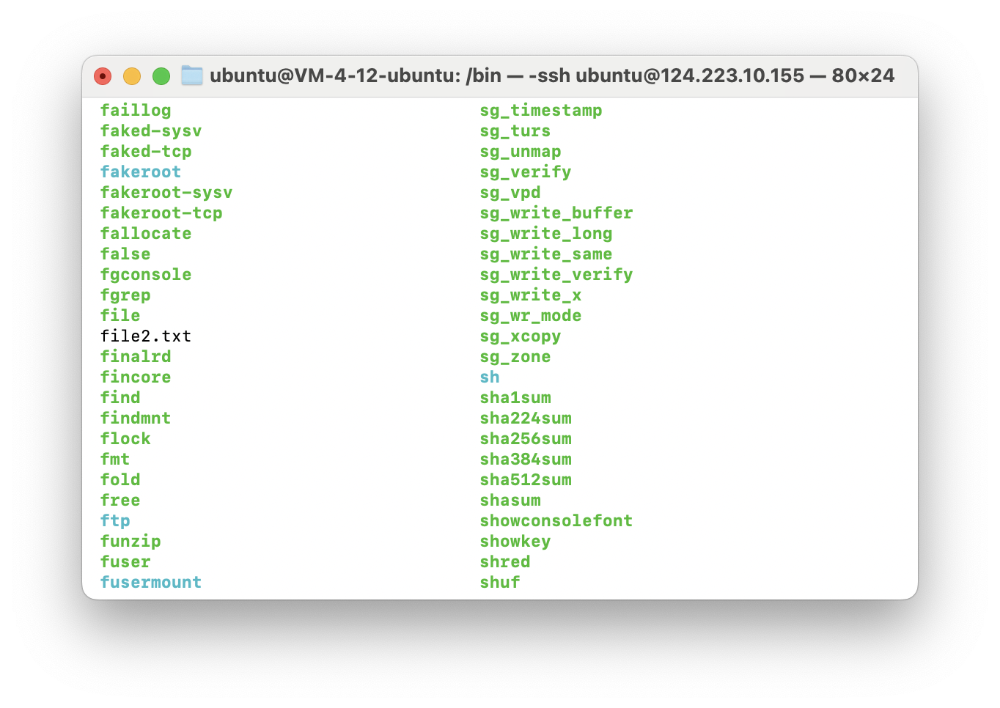 ubuntu@VM-4-12-ubuntu: /bin — -ssh ubuntu@124.223.10.155 — 80×24
faillog sg_timestamp
faked-sysv sg_turs
faked-tcp sg_unmap
fakeroot sg_verify
fakeroot-sysv sg_vpd
fakeroot-tcp sg_write_buffer
fallocate sg_write_long
false sg_write_same
fgconsole sg_write_verify
fgrep sg_write_x
file sg_wr_mode
file2.txt sg_xcopy
finalrd sg_zone
fincore sh
find sha1sum
findmnt sha224sum
flock sha256sum
fmt sha384sum
fold sha512sum
free shasum
ftp showconsolefont
funzip showkey
fuser shred
fusermount shuf